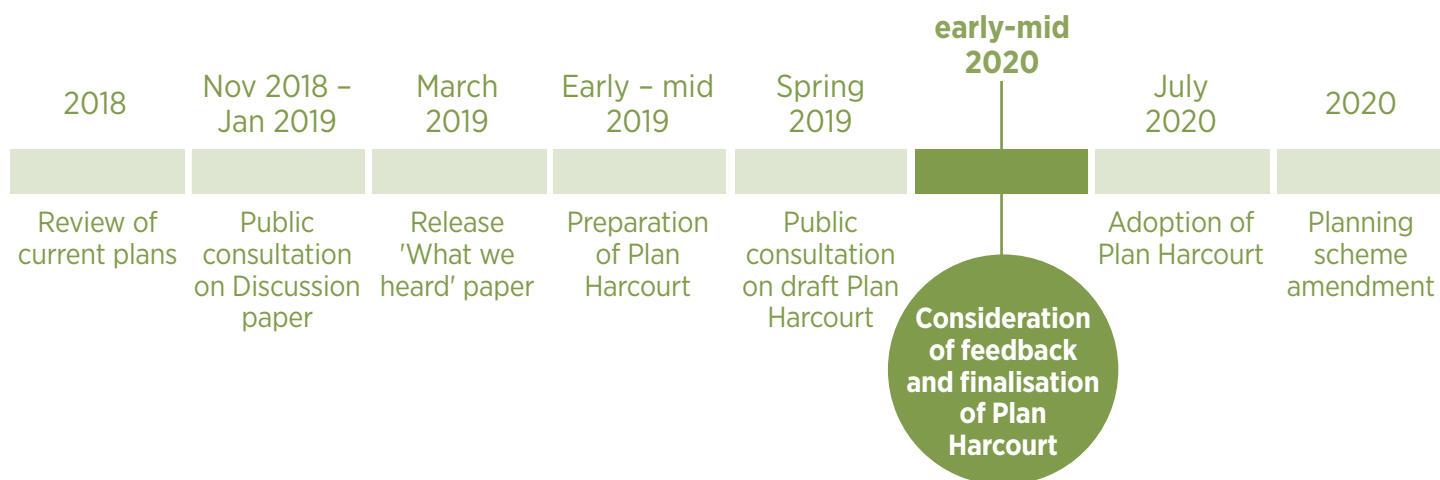 2018
Review of
current plans
Nov 2018 –
Jan 2019
Public
consultation
on Discussion
paper
March
2019
Release
'What we
heard' paper
Early – mid
2019
Preparation
of Plan
Harcourt
Spring
2019
Public
consultation
on draft Plan
Harcourt
early-mid
2020
Consideration
of feedback
and finalisation
of Plan
Harcourt
July
2020
Adoption of
Plan Harcourt
2020
Planning
scheme
amendment